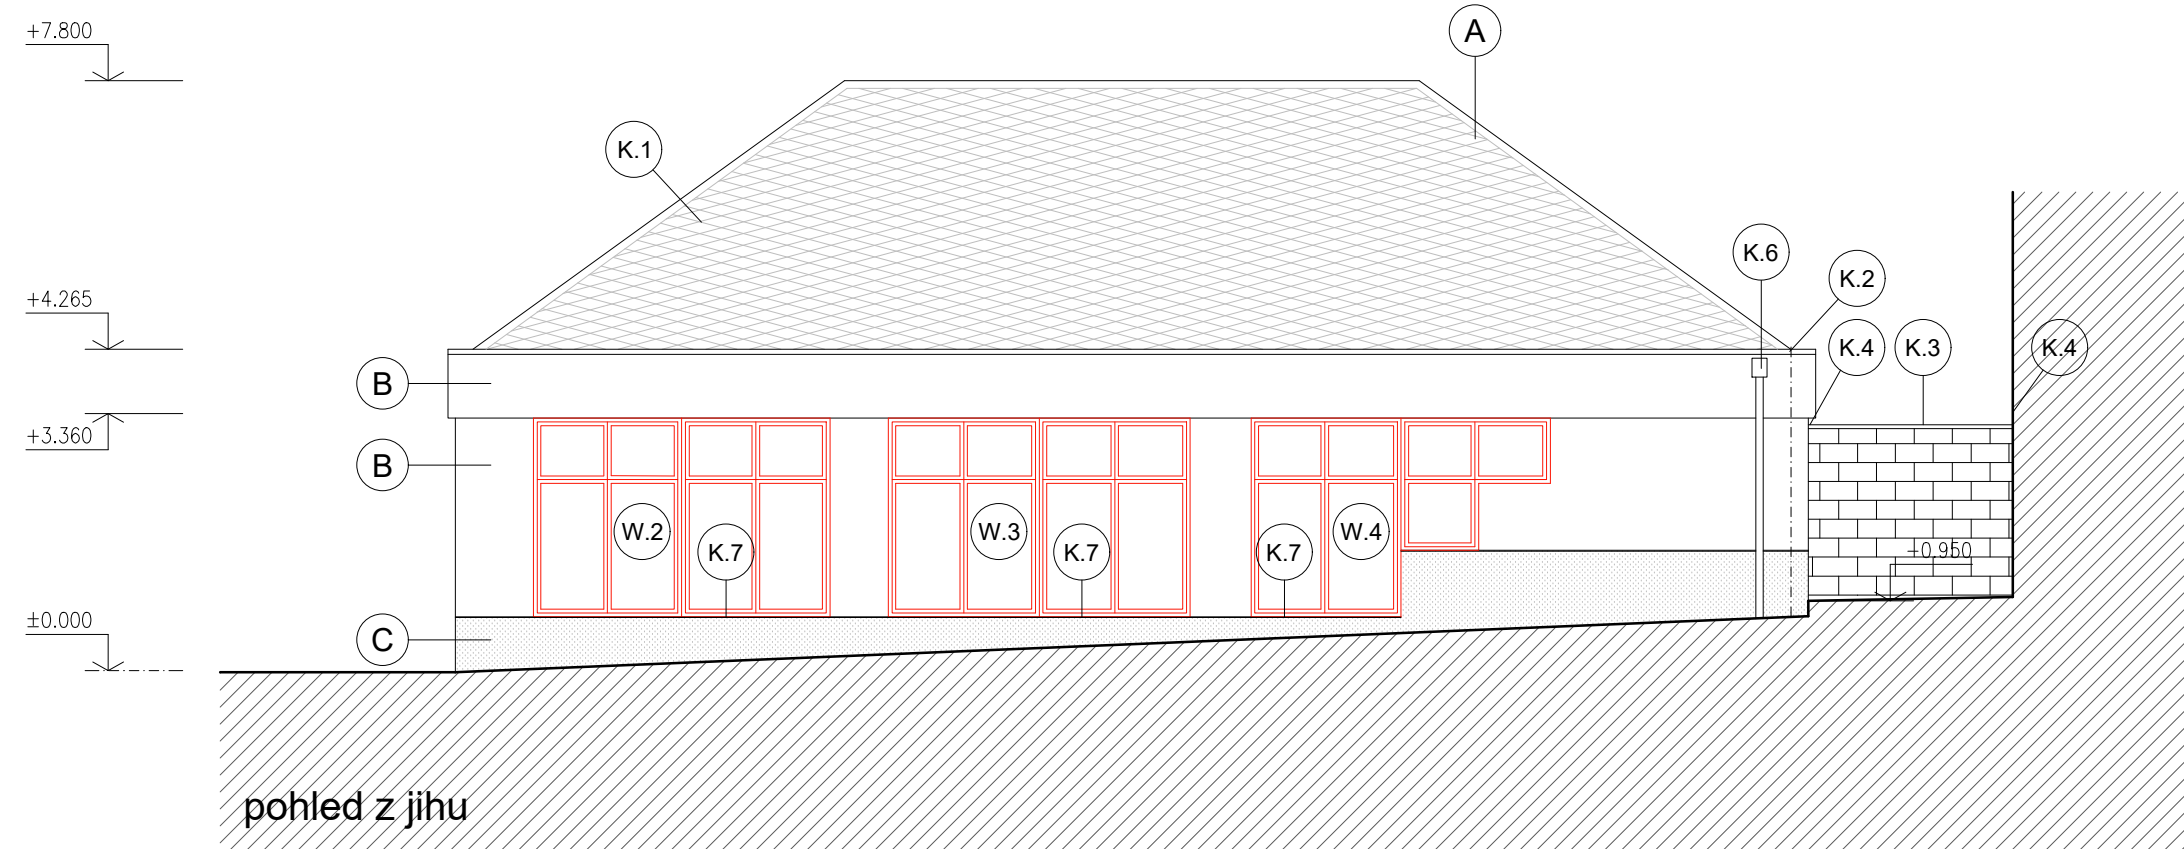 +7.800
A
K.1
K.6
K.2
+4.265
K.4
K.3
K.4
B
+3.360
B
W.2
W.3
W.4
K.7
K.7
K.7
+0.950
±0.000
C
pohled z jihu